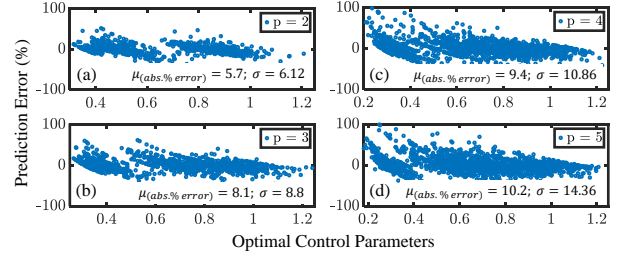 Prediction Error (%)
100
0
-100
p = 2
(a)
μ(abs.% error) = 5.7; σ = 6.12
0.4 0.6 0.8 1 1.2
100
0
-100
p = 4
(c)
μ(abs.% error) = 9.4; σ = 10.86
0.2 0.4 0.6 0.8 1 1.2
100
0
-100
p = 3
(b)
μ(abs.% error) = 8.1; σ = 8.8
0.4 0.6 0.8 1 1.2
100
0
-100
p = 5
(d)
μ(abs.% error) = 10.2; σ = 14.36
0.2 0.4 0.6 0.8 1 1.2
Optimal Control Parameters